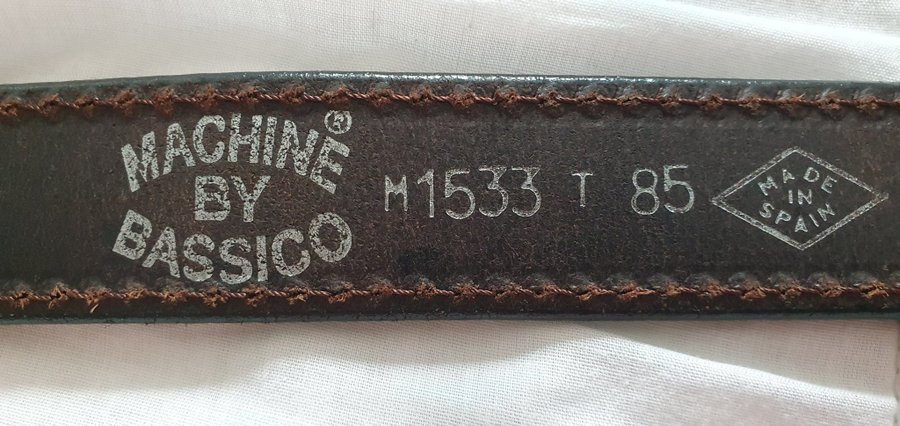 MACHINE®
BY
BASSICO
M1533 T 85
MADE
IN
SPAIN